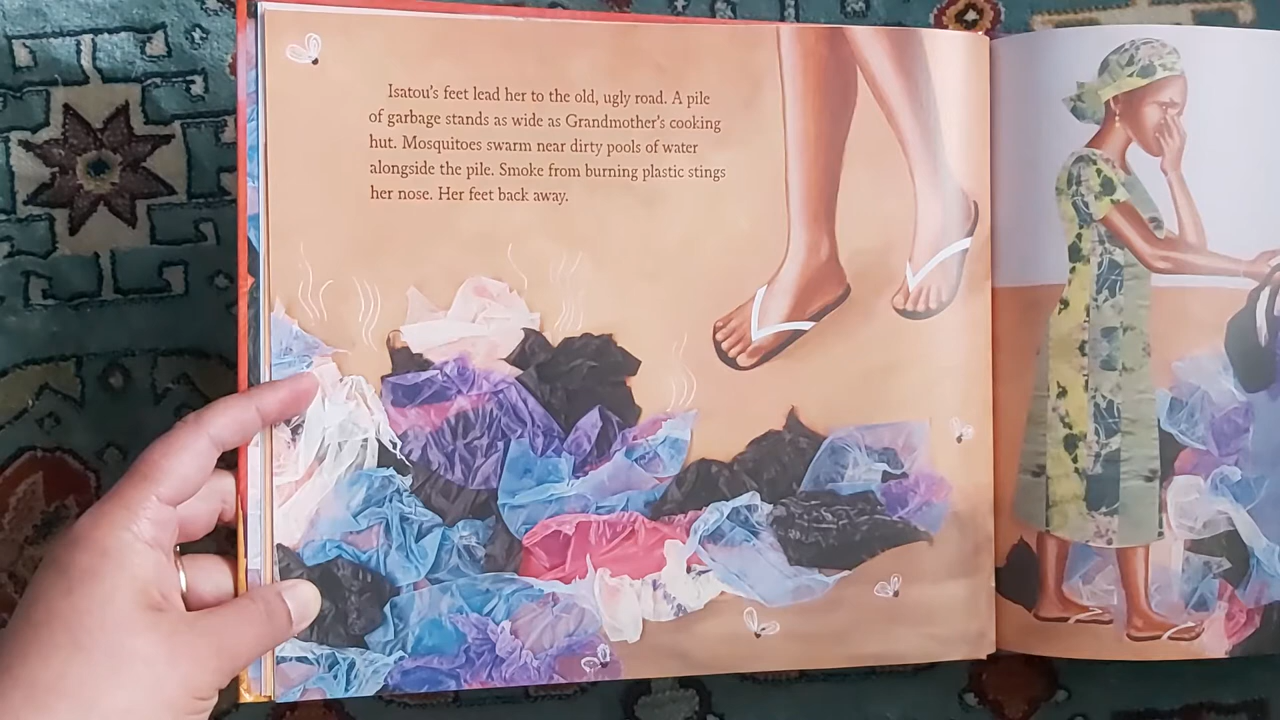 Isatou's feet lead her to the old, ugly road. A pile
of garbage stands as wide as Grandmother's cooking
hut. Mosquitoes swarm near dirty pools of water
alongside the pile. Smoke from burning plastic stings
her nose. Her feet back away.